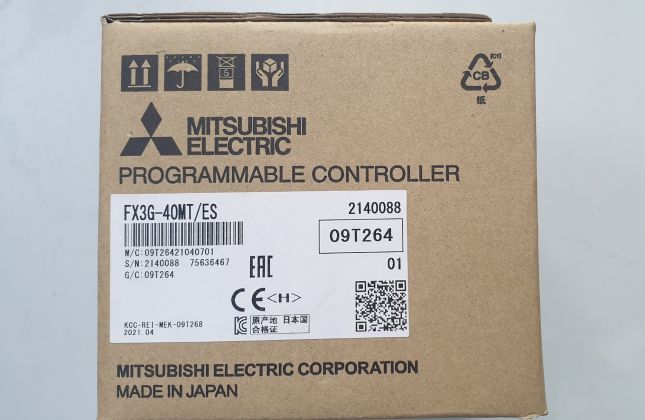 5
(C1)
CB
纸
MITSUBISHI
ELECTRIC
PROGRAMMABLE CONTROLLER
FX3G-40MT/ES
2140088
M/C:09T26421040701
09T264
S/N:2140088 75636467
G/C:09T264
EAC
01
CE <H>
KCC-REI-MEK-09T268
2021.04
原产地 日本国
合格证
MITSUBISHI ELECTRIC CORPORATION
MADE IN JAPAN